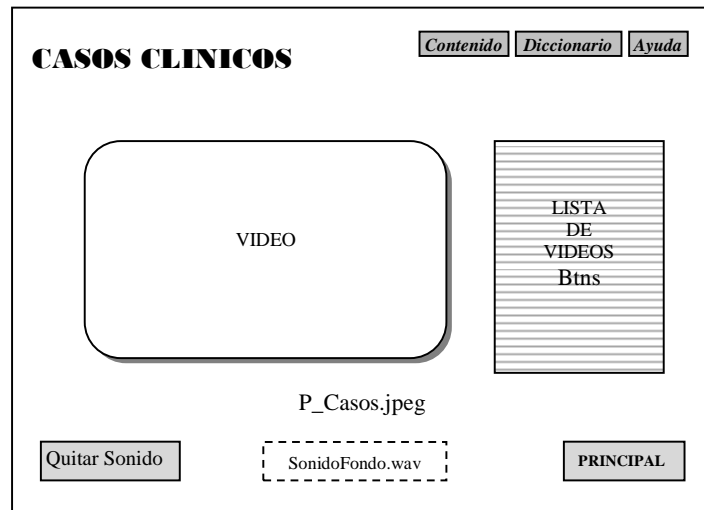 CASOS CLINICOS
Contenido
Diccionario
Ayuda
VIDEO
LISTA
DE
VIDEOS
Btns
P_Casos.jpeg
Quitar Sonido
SonidoFondo.wav
PRINCIPAL